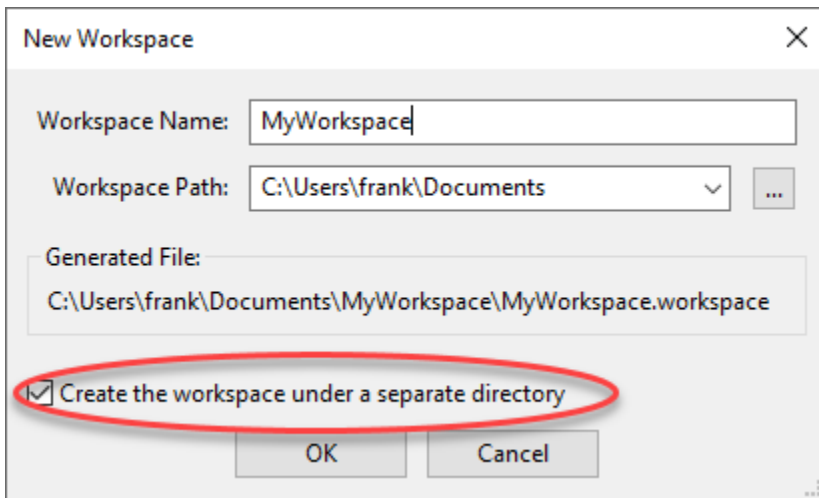 New Workspace
Workspace Name: MyWorkspace
Workspace Path: C:\Users\frank\Documents ...
Generated File:
C:\Users\frank\Documents\MyWorkspace\MyWorkspace.workspace
Create the workspace under a separate directory
OK Cancel